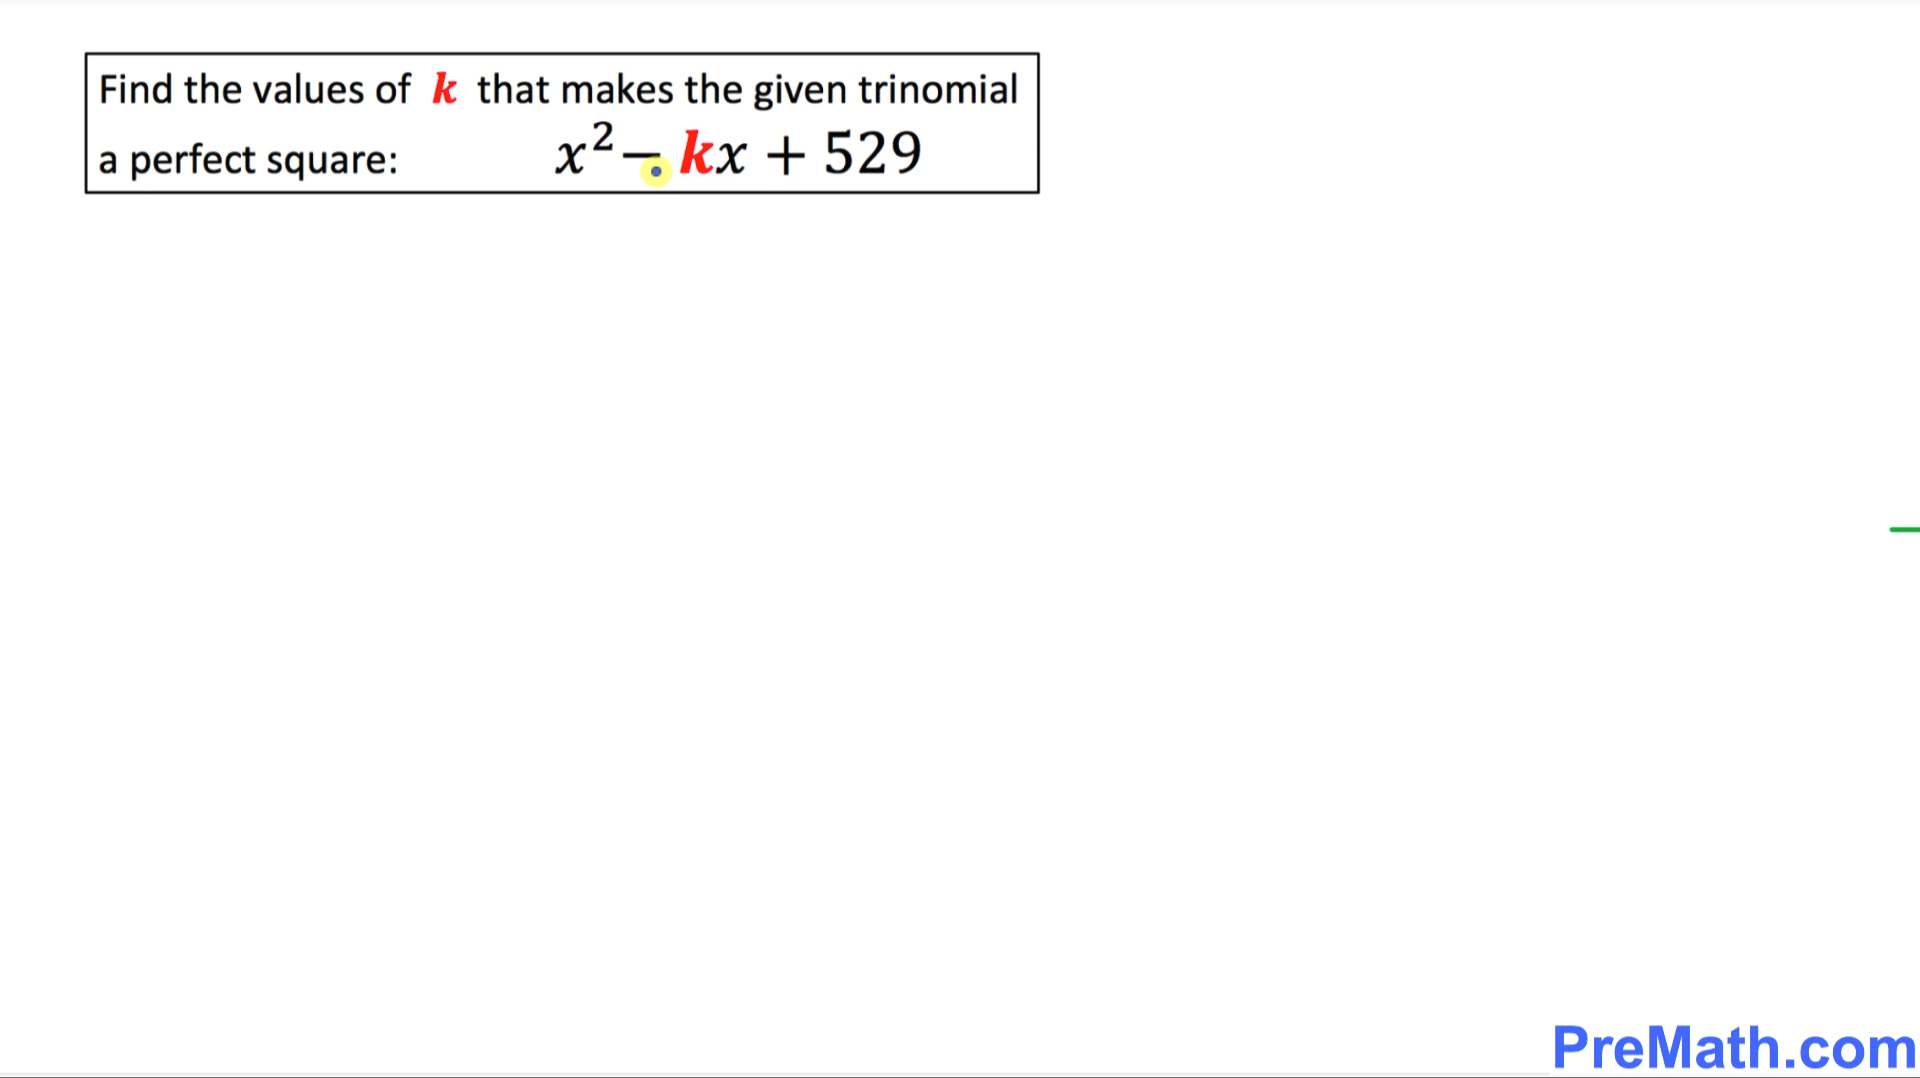 Find the values of k that makes the given trinomial
a perfect square: x² − kx + 529
PreMath.com